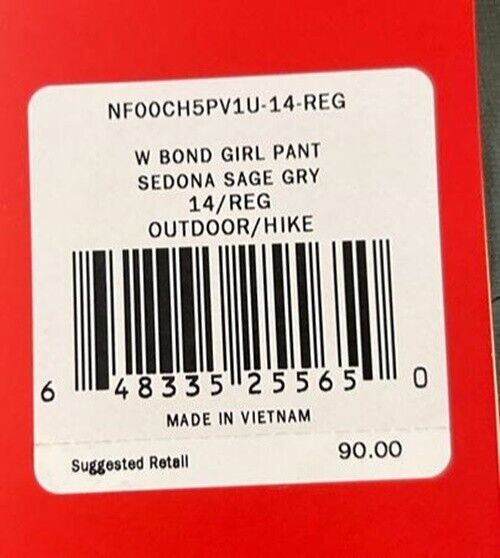 NF00CH5PV1U-14-REG
W BOND GIRL PANT
SEDONA SAGE GRY
14/REG
OUTDOOR/HIKE
6 48335 25565 0
MADE IN VIETNAM
Suggested Retail 90.00